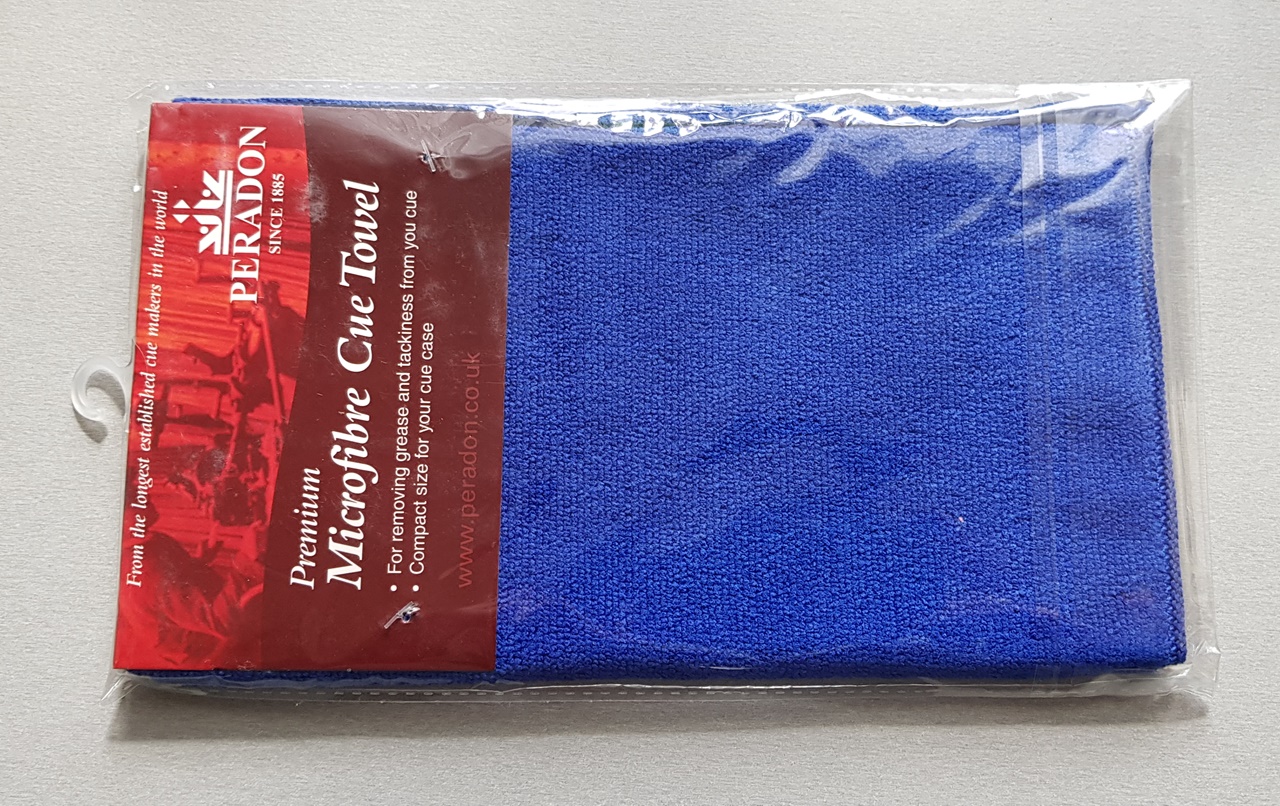 From the longest established cue makers in the world
PERADON
SINCE 1885
Premium
Microfibre Cue Towel
• For removing grease and tackiness from you cue
• Compact size for your cue case
www.peradon.co.uk